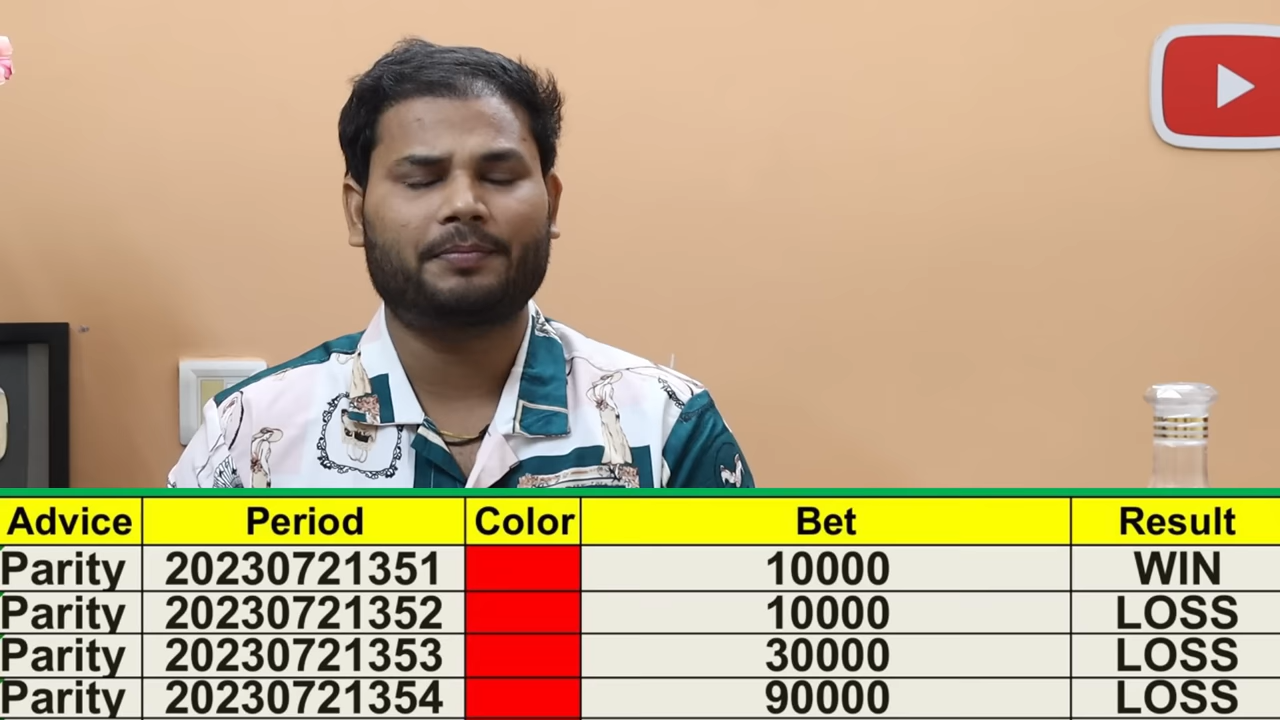 Advice Period Color Bet Result
Parity 20230721351 10000 WIN
Parity 20230721352 10000 LOSS
Parity 20230721353 30000 LOSS
Parity 20230721354 90000 LOSS